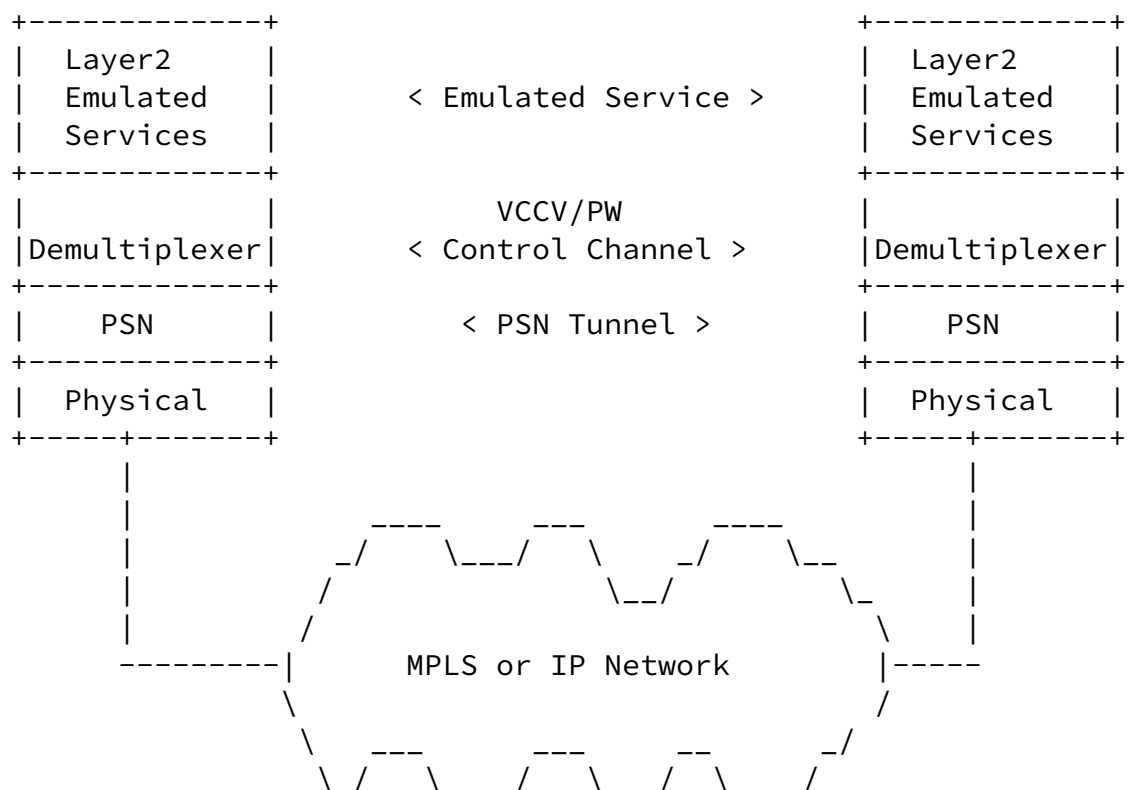 Layer2 Layer2
Emulated < Emulated Service > Emulated
Services Services
VCCV/PW
Demultiplexer < Control Channel > Demultiplexer
PSN < PSN Tunnel > PSN
Physical Physical
MPLS or IP Network